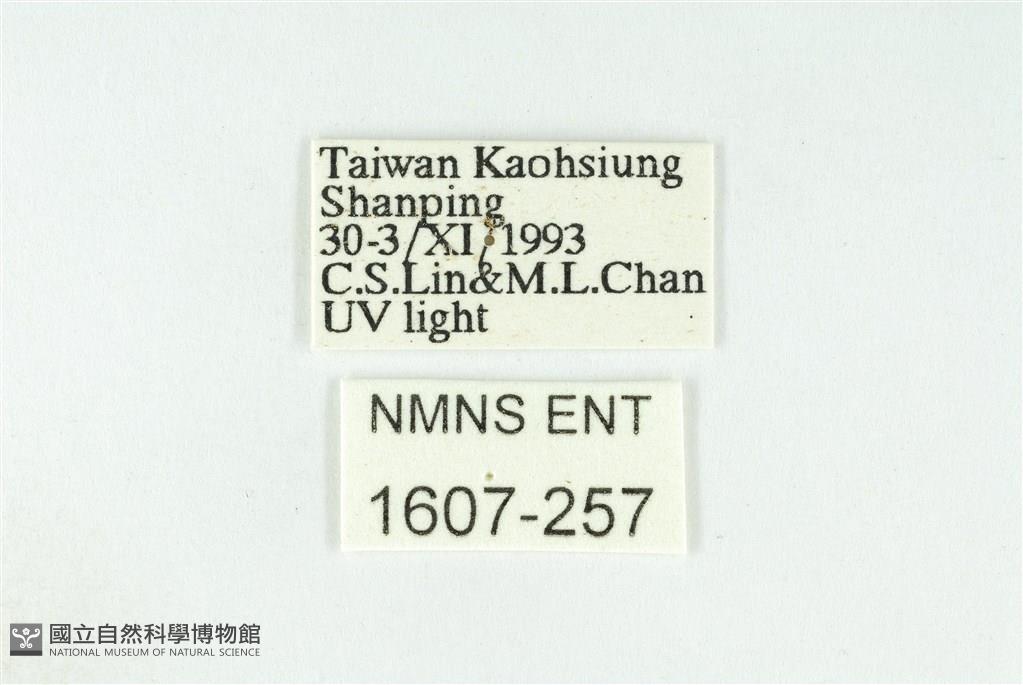 Taiwan Kaohsiung
Shanping
30-3/XI/1993
C.S.Lin&M.L.Chan
UV light
NMNS ENT
1607-257
國立自然科學博物館
NATIONAL MUSEUM OF NATURAL SCIENCE